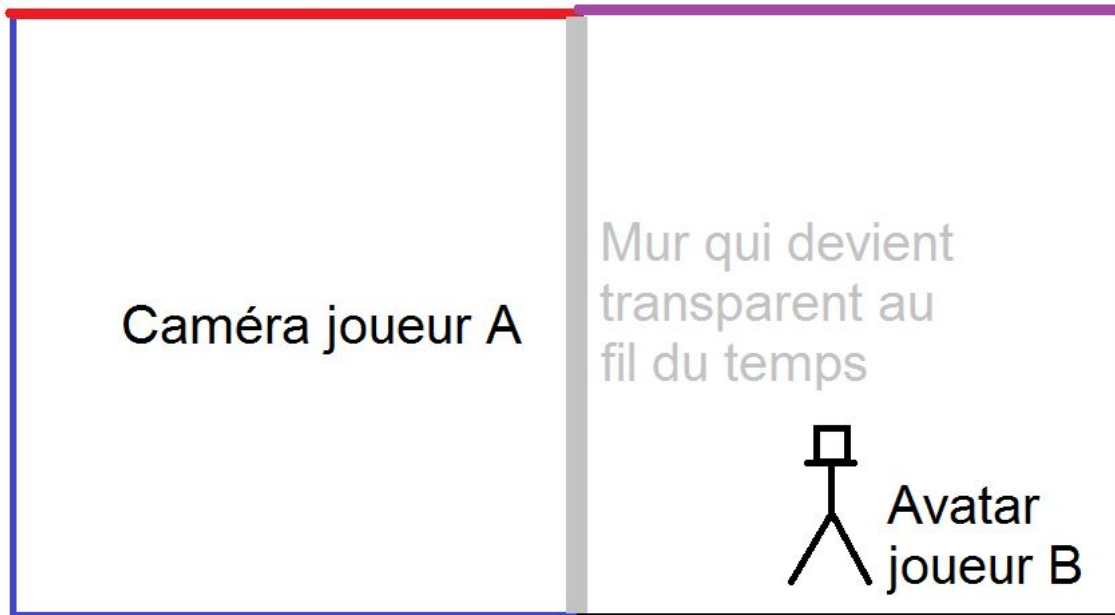 Caméra joueur A
Mur qui devient
transparent au
fil du temps
Avatar
joueur B